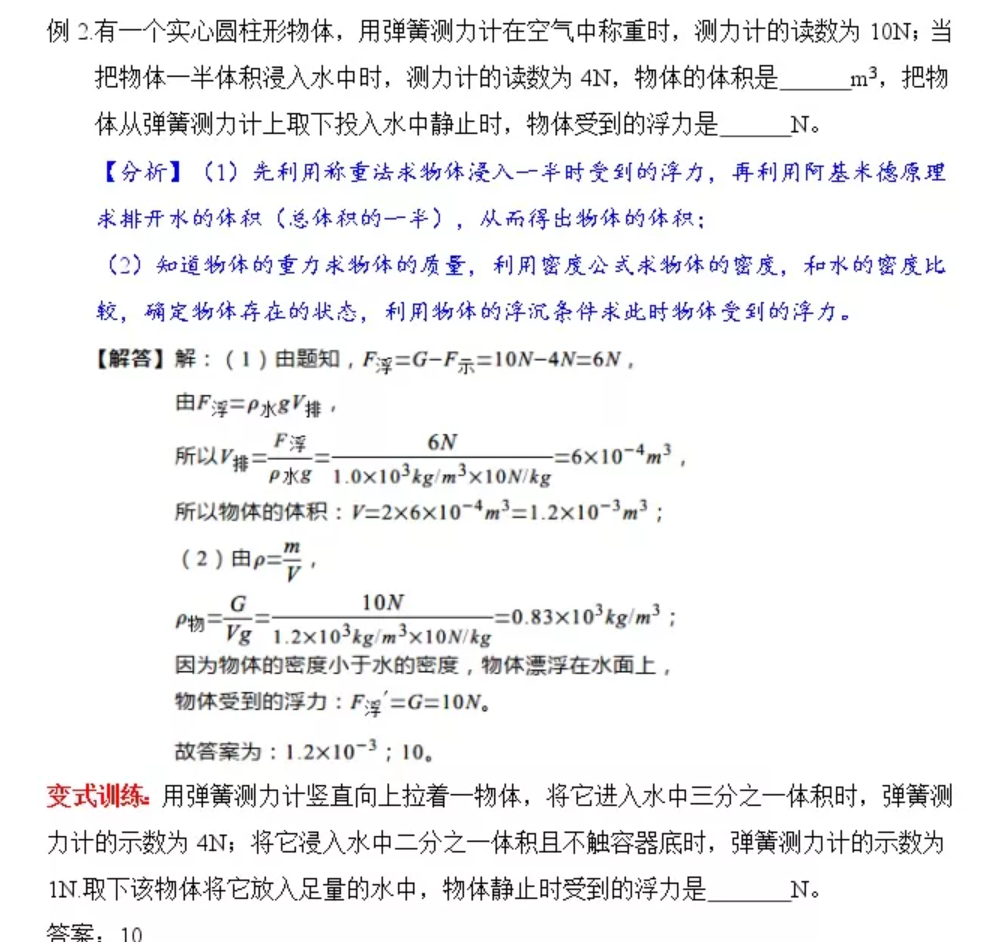 例 2.有一个实心圆柱形物体，用弹簧测力计在空气中称重时，测力计的读数为 10N；当
把物体一半体积浸入水中时，测力计的读数为 4N，物体的体积是______m³，把物
体从弹簧测力计上取下投入水中静止时，物体受到的浮力是______N。
【分析】（1）先利用称重法求物体浸入一半时受到的浮力，再利用阿基米德原理
求排开水的体积（总体积的一半），从而得出物体的体积；
（2）知道物体的重力求物体的质量，利用密度公式求物体的密度，和水的密度比
较，确定物体存在的状态，利用物体的浮沉条件求此时物体受到的浮力。
【解答】解：（1）由题知，F浮=G−F示=10N−4N=6N，
由F浮=ρ水gV排，
所以V排=F浮/ρ水g=6N/1.0×10³kg/m³×10N/kg=6×10⁻⁴m³，
所以物体的体积：V=2×6×10⁻⁴m³=1.2×10⁻³m³；
（2）由ρ=m/V，
ρ物=G/Vg=10N/1.2×10³kg/m³×10N/kg=0.83×10³kg/m³；
因为物体的密度小于水的密度，物体漂浮在水面上，
物体受到的浮力：F浮′=G=10N。
故答案为：1.2×10⁻³；10。
变式训练：用弹簧测力计竖直向上拉着一物体，将它进入水中三分之一体积时，弹簧测
力计的示数为 4N；将它浸入水中二分之一体积且不触容器底时，弹簧测力计的示数为
1N.取下该物体将它放入足量的水中，物体静止时受到的浮力是_______N。
答案：10